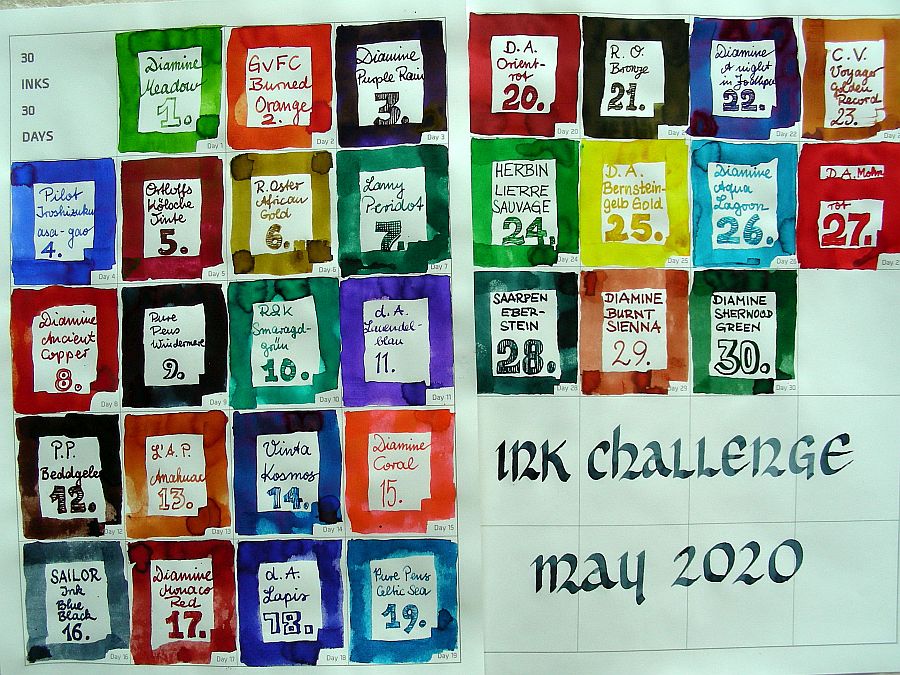 30
INKS
30
DAYS
Diamine
Meadow
1.
Day 1
GvFC
Burned
Orange
2.
Day 2
Diamine
Purple Rain
3.
Day 3
Pilot
Iroshizuku
asa-gao
4.
Day 4
Ortloffs
Kölsche
Tinte
5.
Day 5
R. Oster
African
Gold
6.
Day 6
Lamy
Peridot
7.
Day 7
Diamine
Ancient
Copper
8.
Day 8
Pure
Pens
Windermere
9.
Day 9
R&K
Smaragd-
grün
10.
Day 10
d. A.
Lavendel-
blau
11.
Day 11
P.P.
Beddgeler
12.
Day 12
L'A.P.
Anahuac
13.
Day 13
Vinta
Kosmos
14.
Day 14
Diamine
Coral
15.
Day 15
SAILOR
Ink
Blue
Black
16.
Day 16
Diamine
Monaco
Red
17.
Day 17
d. A.
Lapis
18.
Day 18
Pure Pens
Celtic Sea
19.
Day 19
D. A.
Orient-
rot
20.
Day 20
R. O.
Bronze
21.
Day 21
Diamine
A night
in Jodhpur
22.
Day 22
C. V.
Voyager
Golden
Record
23.
HERBIN
LIERRE
SAUVAGE
24.
Day 24
D. A.
Bernstein-
gelb Gold
25.
Day 25
Diamine
Aqua
Lagoon
26.
Day 26
D. A. Mohn
rot
27.
SAARPEN
EBER-
STEIN
28.
Day 28
DIAMINE
BURNT
SIENNA
29.
Day 29
DIAMINE
SHERWOOD
GREEN
30.
Day 30
INK CHALLENGE
MAY 2020